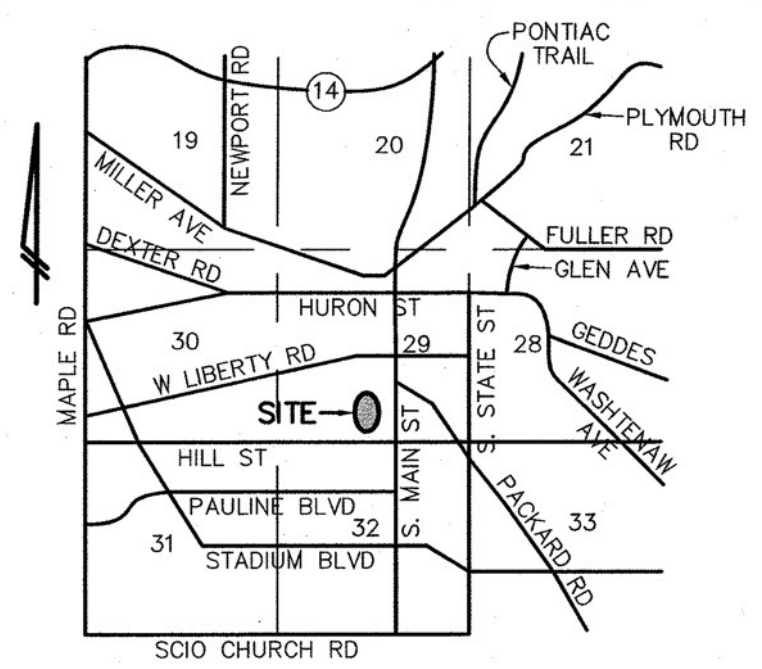 PONTIAC
TRAIL
14
NEWPORT RD
19
20
21
PLYMOUTH
RD
MILLER AVE
DEXTER RD
FULLER RD
GLEN AVE
HURON ST
MAPLE RD
30
29
28
S. STATE ST
GEDDES
W LIBERTY RD
WASHTENAW
AVE
SITE
HILL ST
S. MAIN ST
PAULINE BLVD
PACKARD RD
31
32
33
STADIUM BLVD
SCIO CHURCH RD